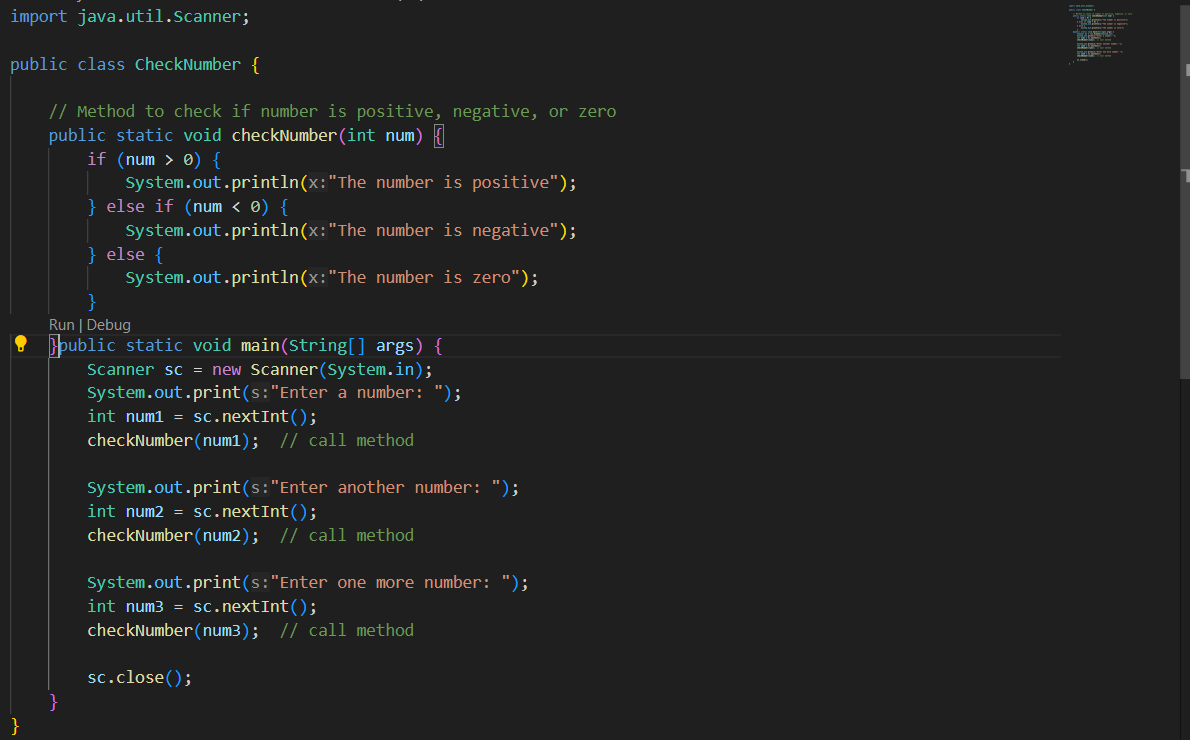 import java.util.Scanner;
public class CheckNumber {
// Method to check if number is positive, negative, or zero
public static void checkNumber(int num) {
if (num > 0) {
System.out.println(x:"The number is positive");
} else if (num < 0) {
System.out.println(x:"The number is negative");
} else {
System.out.println(x:"The number is zero");
}
Run | Debug
}public static void main(String[] args) {
Scanner sc = new Scanner(System.in);
System.out.print(s:"Enter a number: ");
int num1 = sc.nextInt();
checkNumber(num1);  // call method
System.out.print(s:"Enter another number: ");
int num2 = sc.nextInt();
checkNumber(num2);  // call method
System.out.print(s:"Enter one more number: ");
int num3 = sc.nextInt();
checkNumber(num3);  // call method
sc.close();
}
}